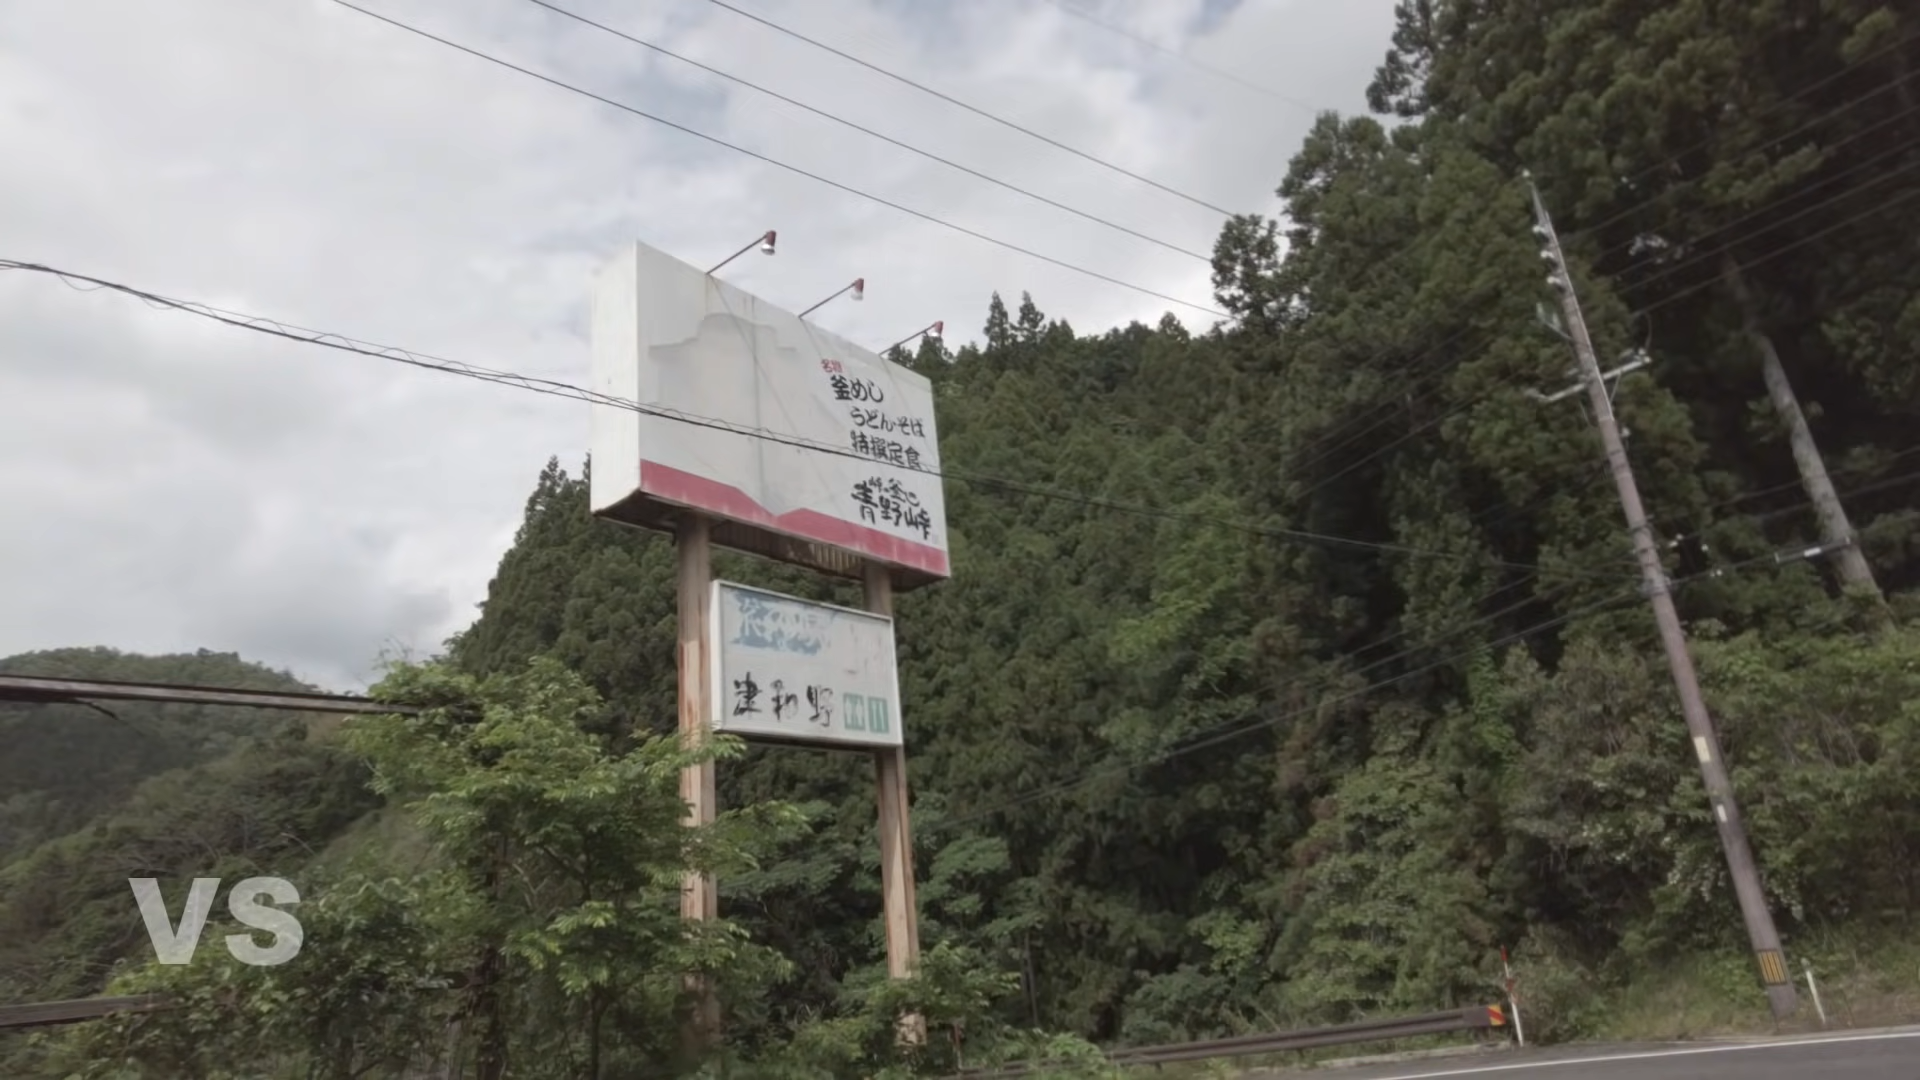 名物
釜めし
うどん・そば
特撰定食
峠の釜めし
青野峠
津和野
VS